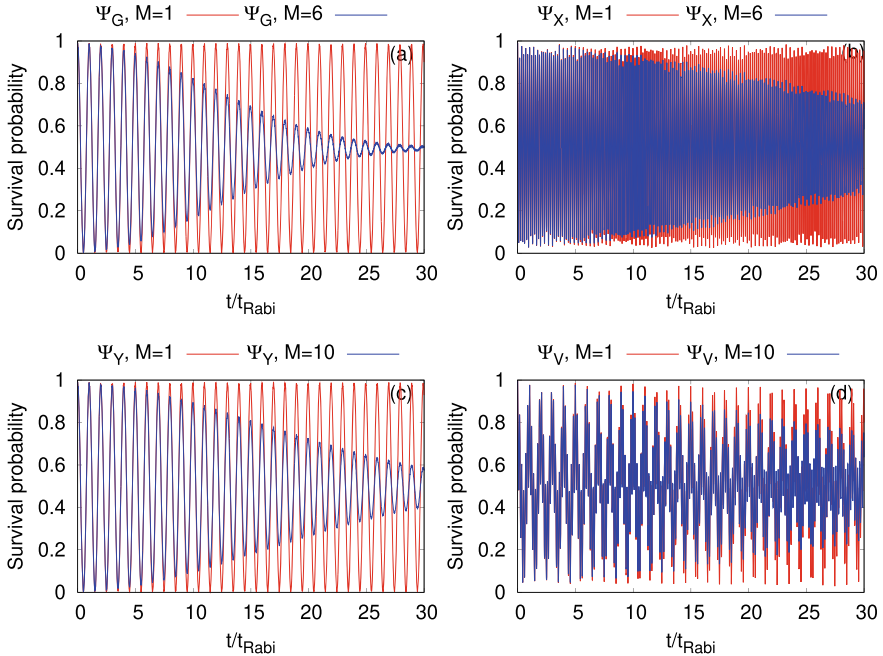 Ψ_G, M=1 Ψ_G, M=6
Ψ_X, M=1 Ψ_X, M=6
(a)
(b)
Survival probability
1
0.8
0.6
0.4
0.2
0
0 5 10 15 20 25 30
t/t_Rabi
Survival probability
1
0.8
0.6
0.4
0.2
0
0 5 10 15 20 25 30
t/t_Rabi
Ψ_Y, M=1 Ψ_Y, M=10
Ψ_V, M=1 Ψ_V, M=10
(c)
(d)
Survival probability
1
0.8
0.6
0.4
0.2
0
0 5 10 15 20 25 30
t/t_Rabi
Survival probability
1
0.8
0.6
0.4
0.2
0
0 5 10 15 20 25 30
t/t_Rabi